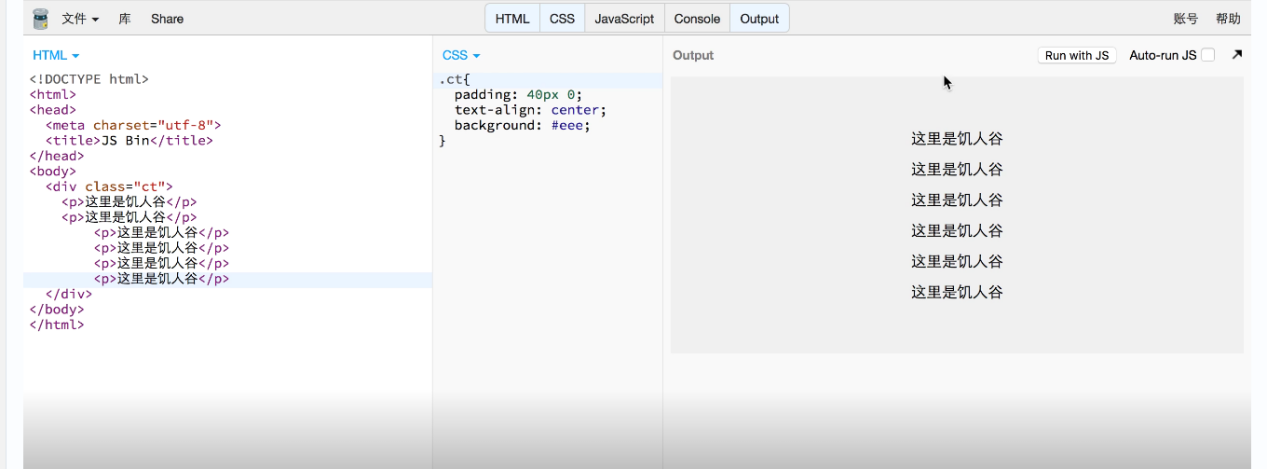 文件 库 Share HTML CSS JavaScript Console Output 账号 帮助
HTML
<!DOCTYPE html>
<html>
<head>
<meta charset="utf-8">
<title>JS Bin</title>
</head>
<body>
<div class="ct">
<p>这里是饥人谷</p>
<p>这里是饥人谷</p>
<p>这里是饥人谷</p>
<p>这里是饥人谷</p>
<p>这里是饥人谷</p>
<p>这里是饥人谷</p>
</div>
</body>
</html>
CSS
.ct{
padding: 40px 0;
text-align: center;
background: #eee;
}
Output Run with JS Auto-run JS
这里是饥人谷
这里是饥人谷
这里是饥人谷
这里是饥人谷
这里是饥人谷
这里是饥人谷